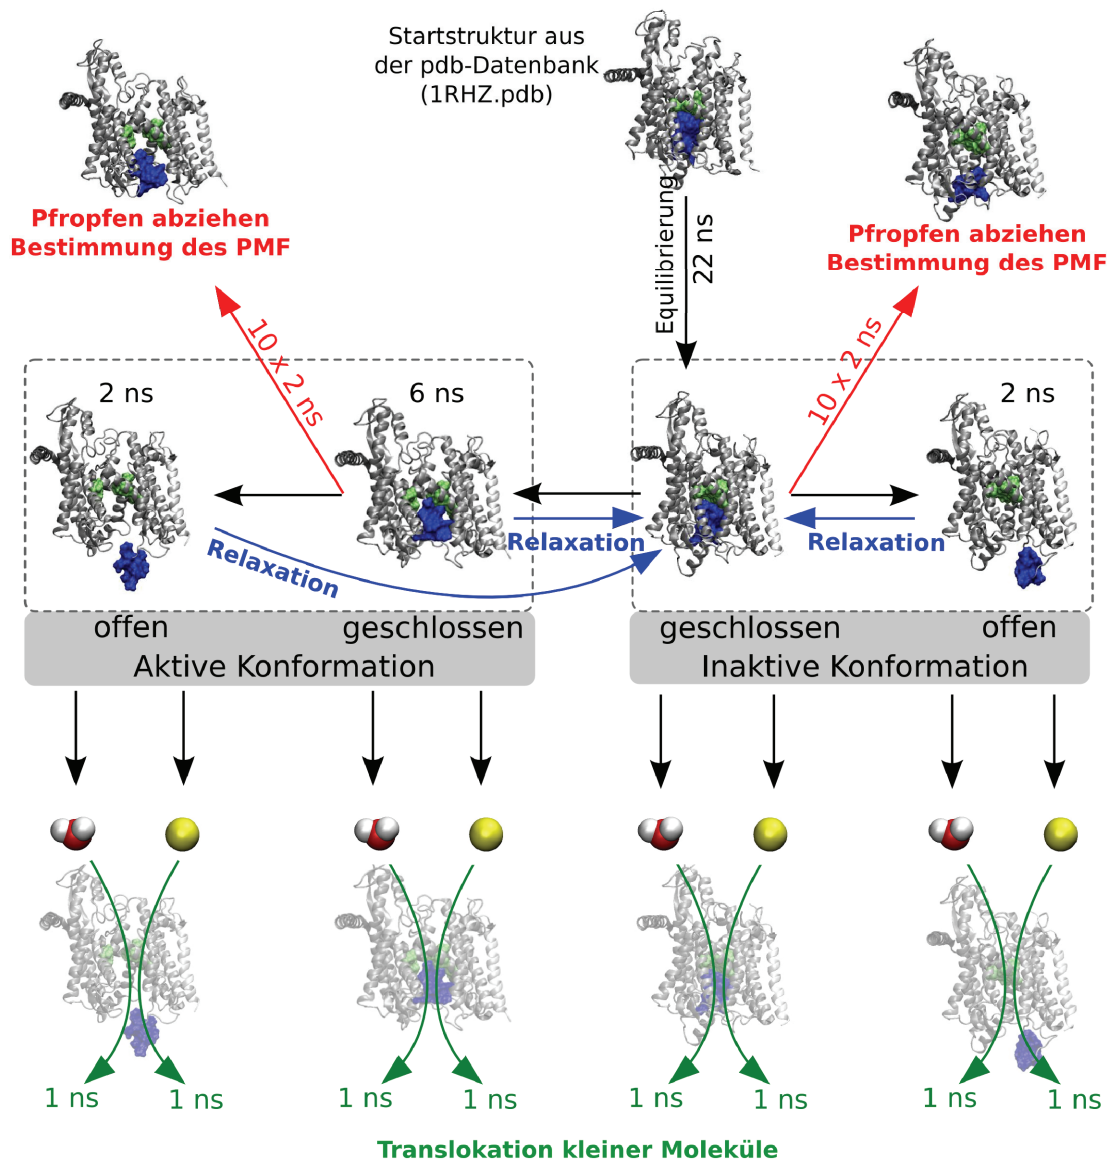 Startstruktur aus
der pdb-Datenbank
(1RHZ.pdb)
Pfropfen abziehen
Bestimmung des PMF
Pfropfen abziehen
Bestimmung des PMF
Equilibrierung
22 ns
10 x 2 ns
10 x 2 ns
2 ns
6 ns
2 ns
Relaxation
Relaxation
Relaxation
offen
geschlossen
Aktive Konformation
geschlossen
offen
Inaktive Konformation
1 ns
1 ns
1 ns
1 ns
1 ns
1 ns
1 ns
1 ns
Translokation kleiner Moleküle